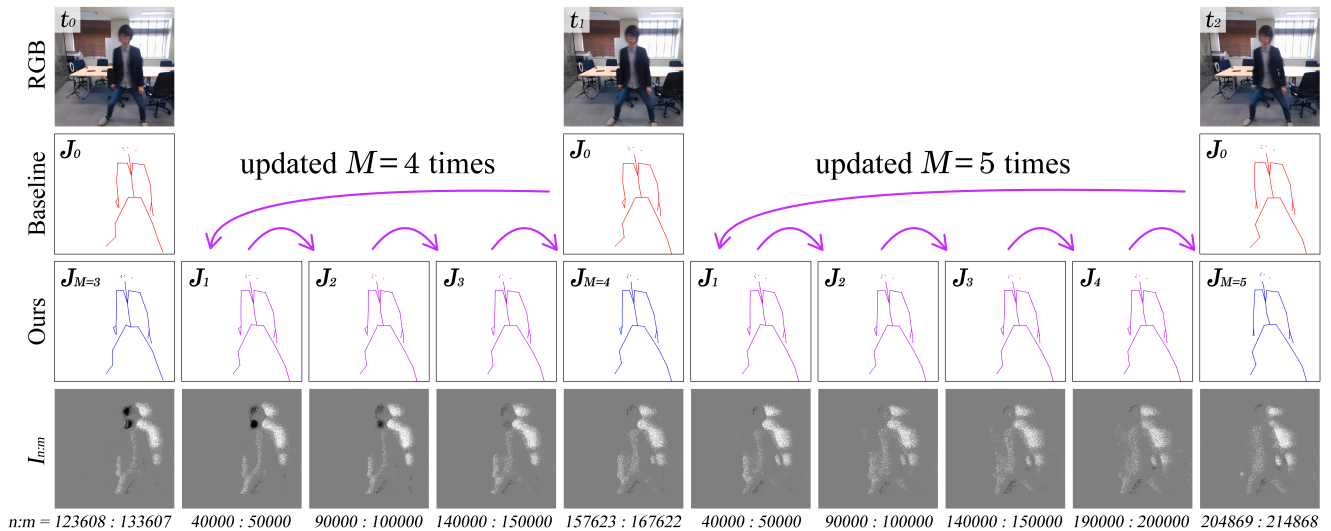 RGB
t0
t1
t2
Baseline
J0
updated M = 4 times
J0
updated M = 5 times
J0
Ours
JM=3
J1
J2
J3
JM=4
J1
J2
J3
J4
JM=5
In:m
n:m = 123608 : 133607
40000 : 50000
90000 : 100000
140000 : 150000
157623 : 167622
40000 : 50000
90000 : 100000
140000 : 150000
190000 : 200000
204869 : 214868